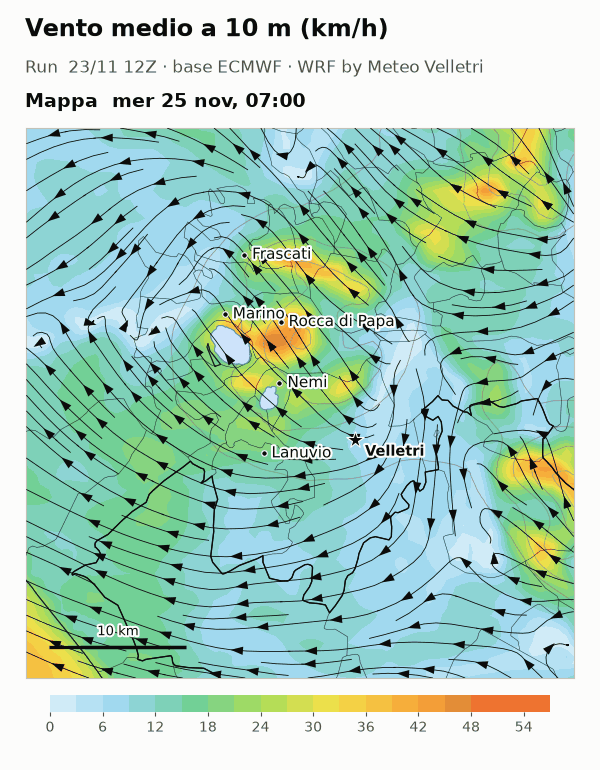 Vento medio a 10 m (km/h)
Run  23/11 12Z · base ECMWF · WRF by Meteo Velletri
Mappa  mer 25 nov, 07:00
Frascati
Marino
Rocca di Papa
Nemi
Velletri
Lanuvio
10 km
0 6 12 18 24 30 36 42 48 54